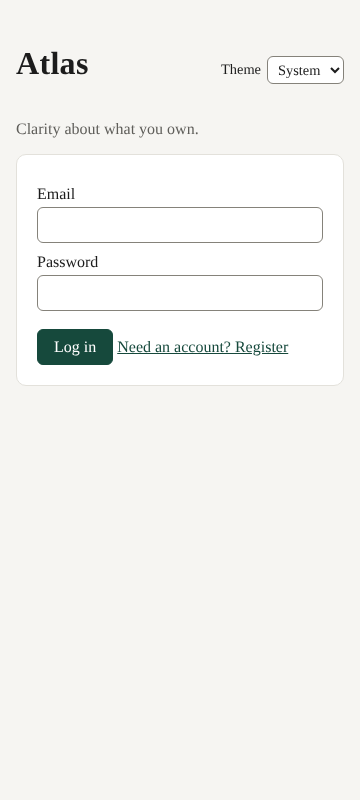 Atlas
Theme System
Clarity about what you own.
Email
Password
Log in Need an account? Register